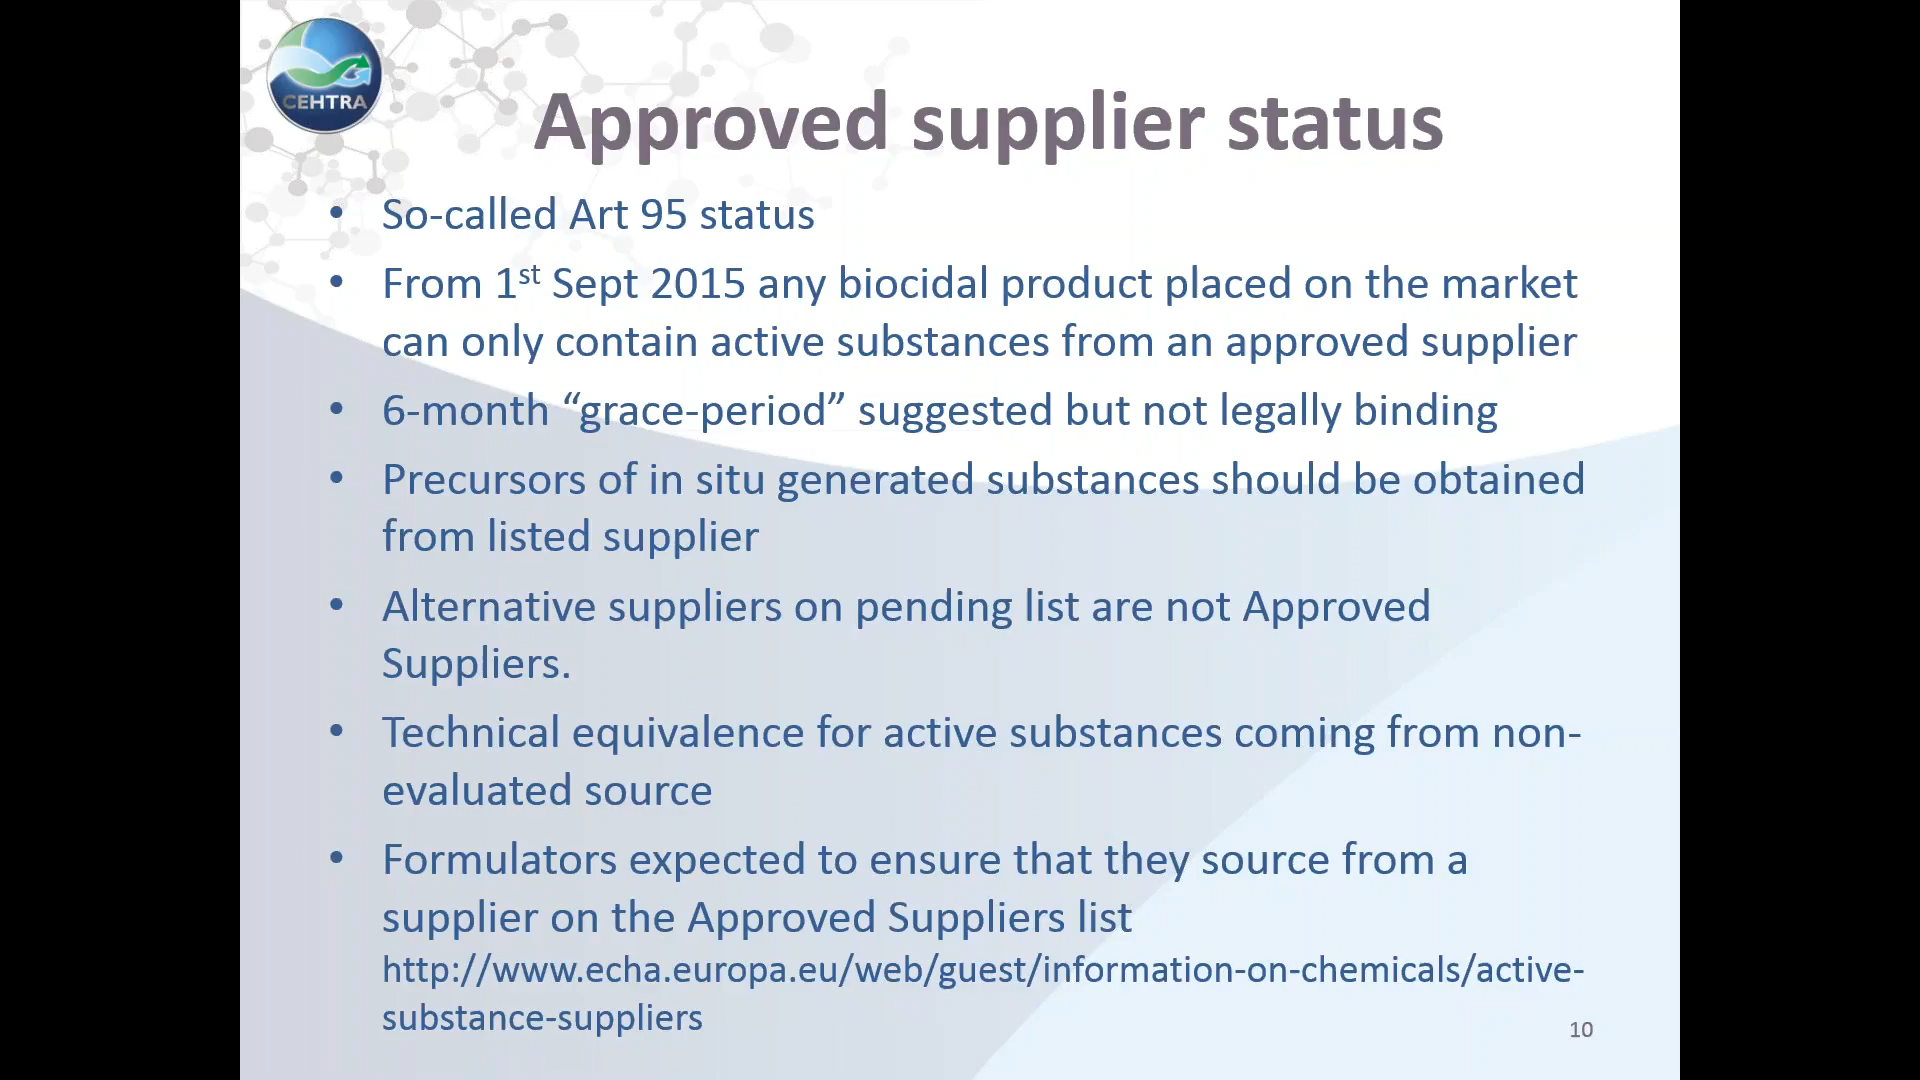 CEHTRA
Approved supplier status
• So-called Art 95 status
• From 1st Sept 2015 any biocidal product placed on the market
can only contain active substances from an approved supplier
• 6-month “grace-period” suggested but not legally binding
• Precursors of in situ generated substances should be obtained
from listed supplier
• Alternative suppliers on pending list are not Approved
Suppliers.
• Technical equivalence for active substances coming from non-
evaluated source
• Formulators expected to ensure that they source from a
supplier on the Approved Suppliers list
http://www.echa.europa.eu/web/guest/information-on-chemicals/active-
substance-suppliers
10